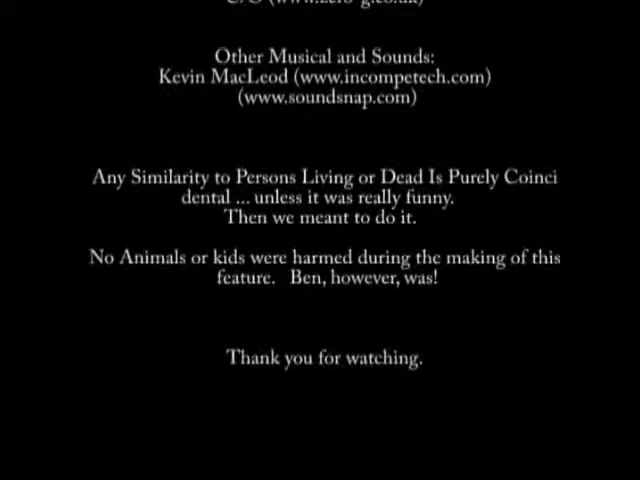 Other Musical and Sounds:
Kevin MacLeod (www.incompetech.com)
(www.soundsnap.com)
Any Similarity to Persons Living or Dead Is Purely Coinci
dental ... unless it was really funny.
Then we meant to do it.
No Animals or kids were harmed during the making of this
feature. Ben, however, was!
Thank you for watching.